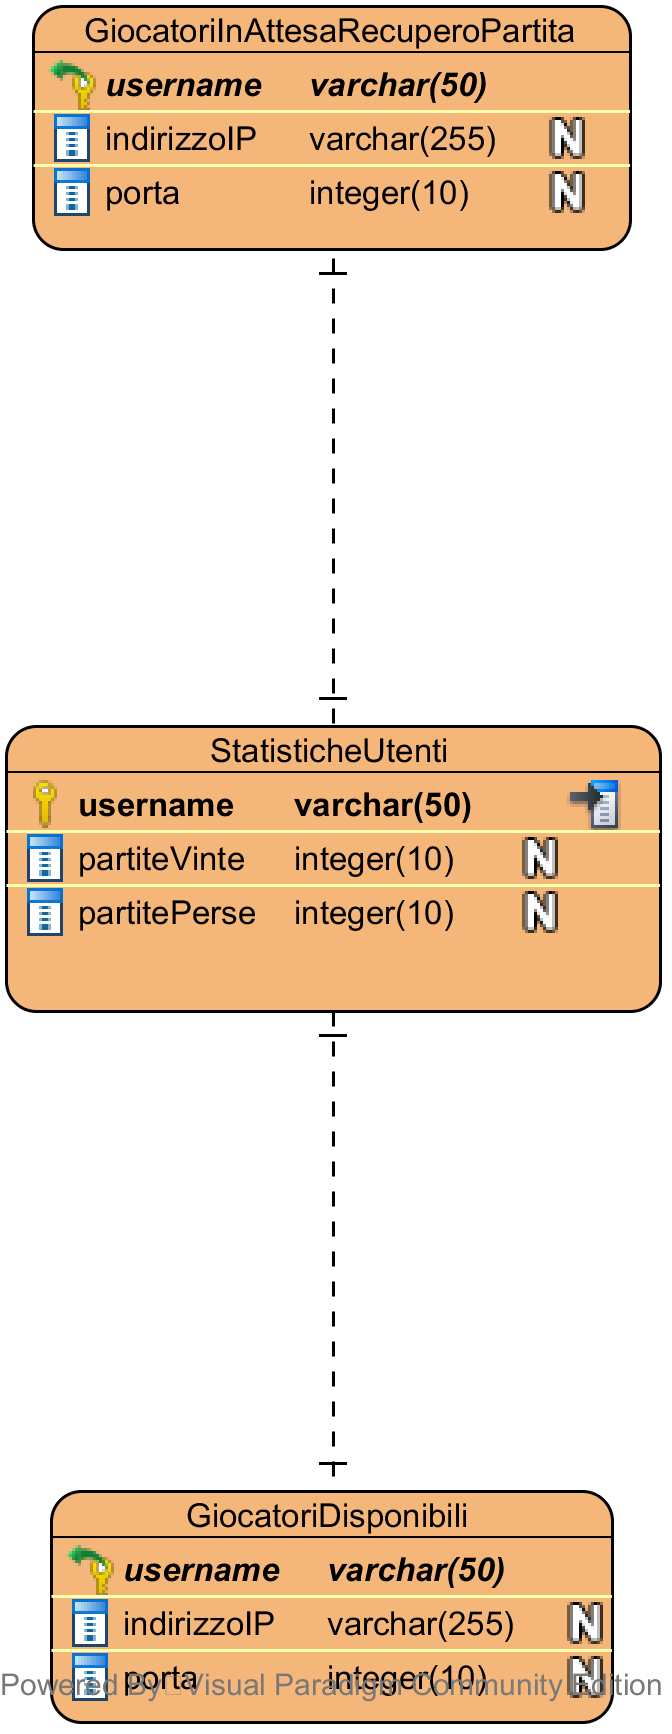 GiocatoriInAttesaRecuperoPartita
username varchar(50)
indirizzoIP varchar(255) N
porta integer(10) N
StatisticheUtenti
username varchar(50)
partiteVinte integer(10) N
partitePerse integer(10) N
GiocatoriDisponibili
username varchar(50)
indirizzoIP varchar(255) N
porta integer(10) N
Powered By Visual Paradigm Community Edition